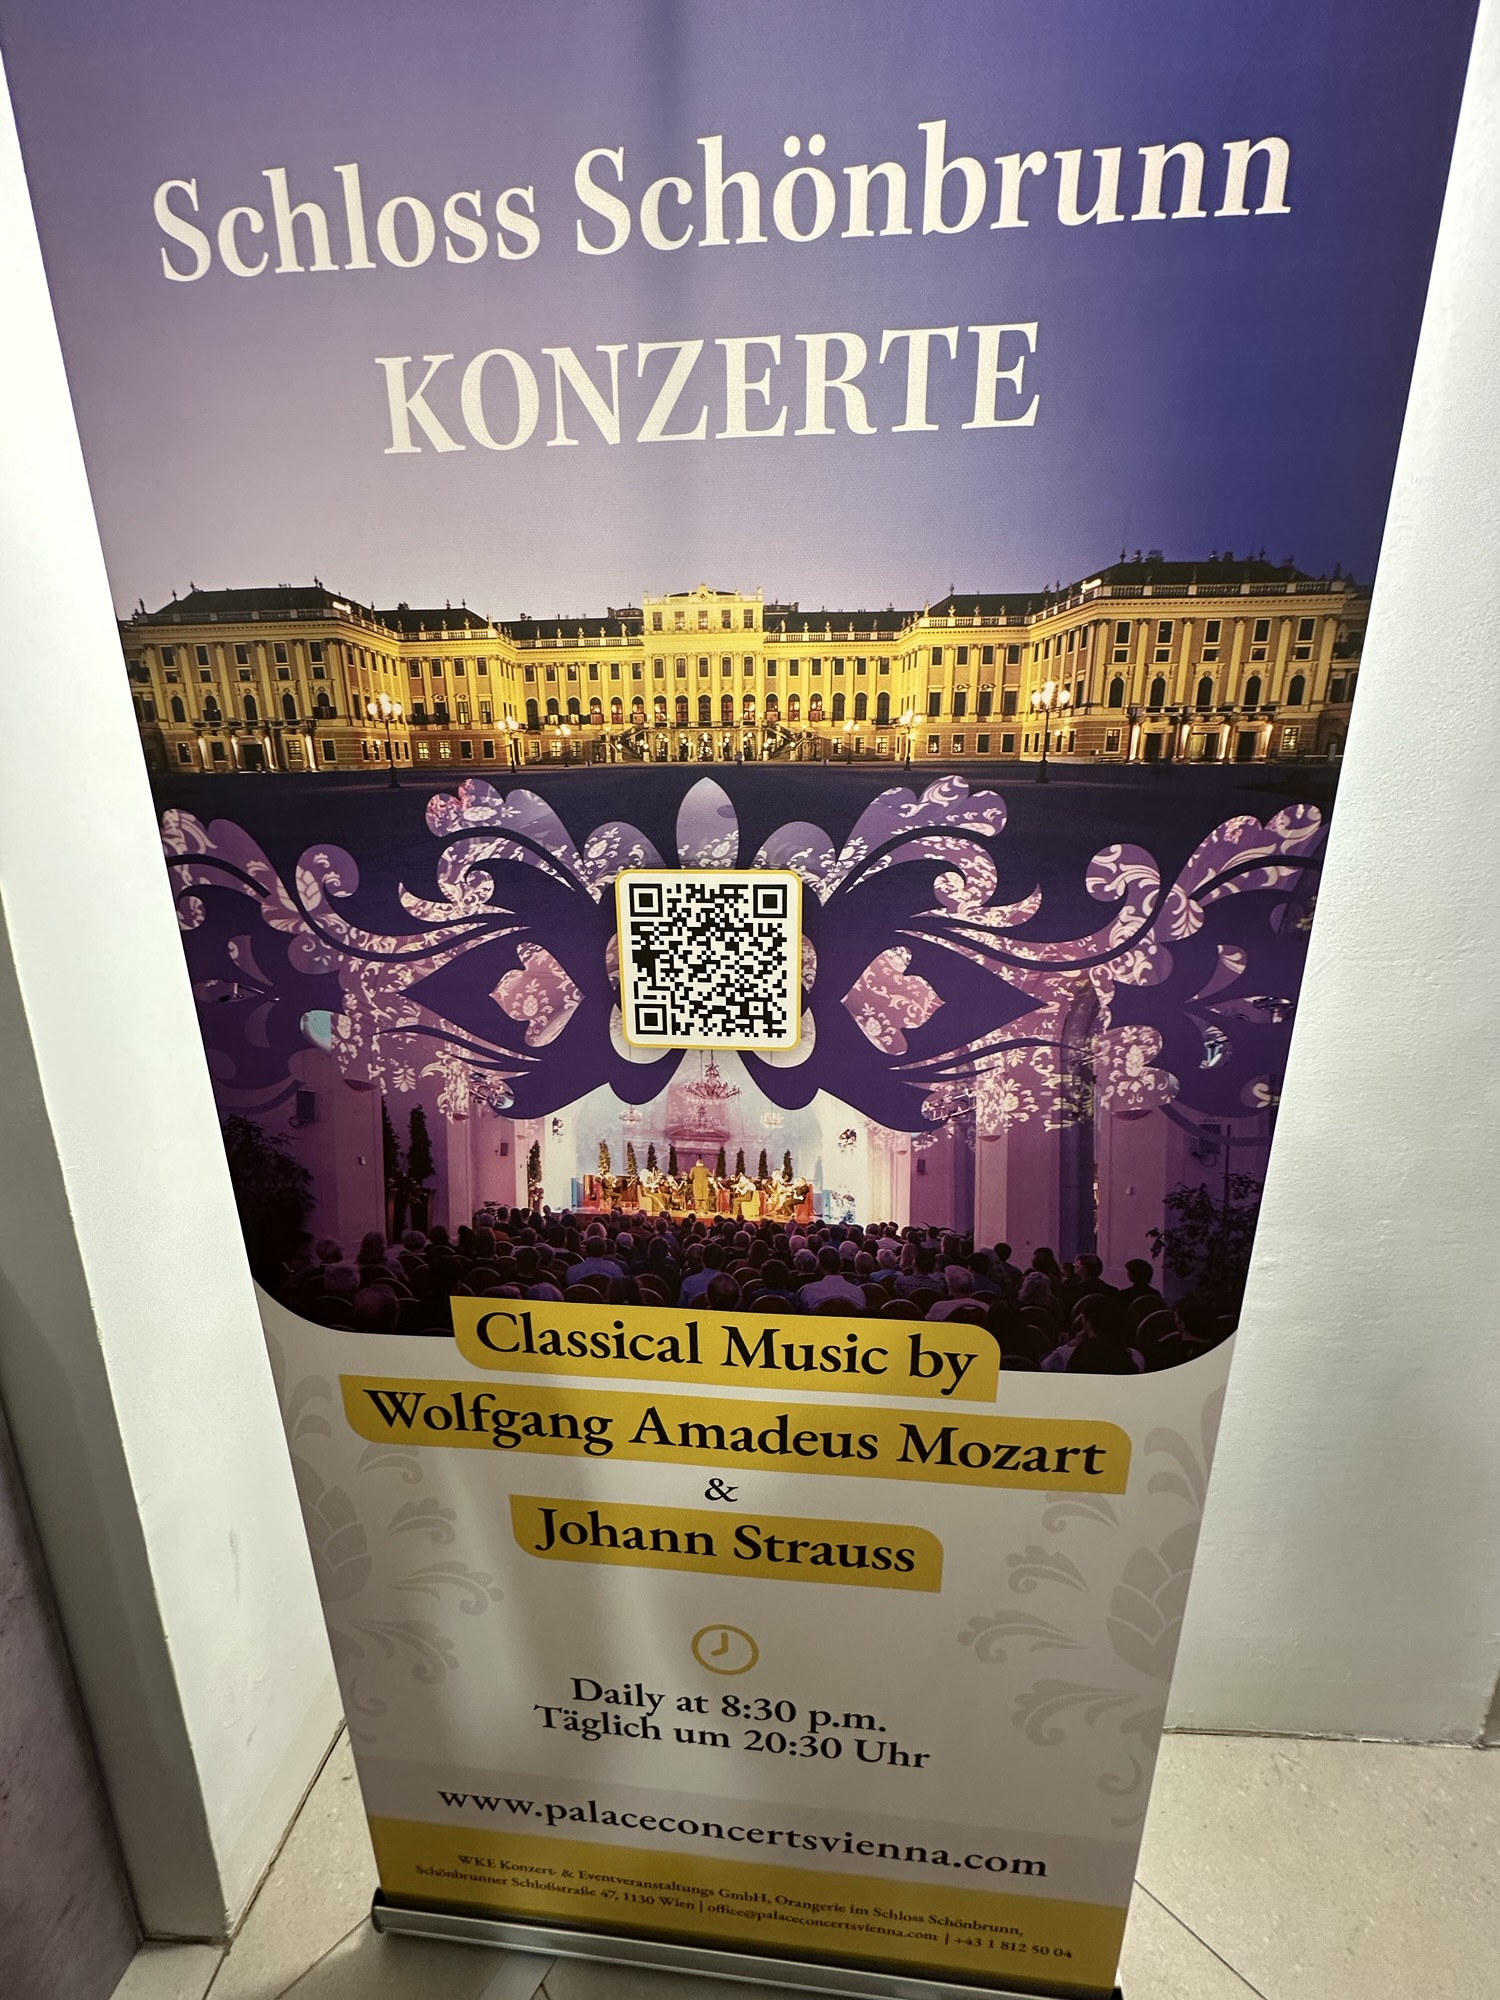 Schloss Schönbrunn
KONZERTE
Classical Music by
Wolfgang Amadeus Mozart
&
Johann Strauss
Daily at 8:30 p.m.
Täglich um 20:30 Uhr
www.palaceconcertsvienna.com
WKE Konzert- & Eventveranstaltungs GmbH, Orangerie im Schloss Schönbrunn,
Schönbrunner Schloßstraße 47, 1130 Wien | office@palaceconcertsvienna.com | +43 1 812 50 04